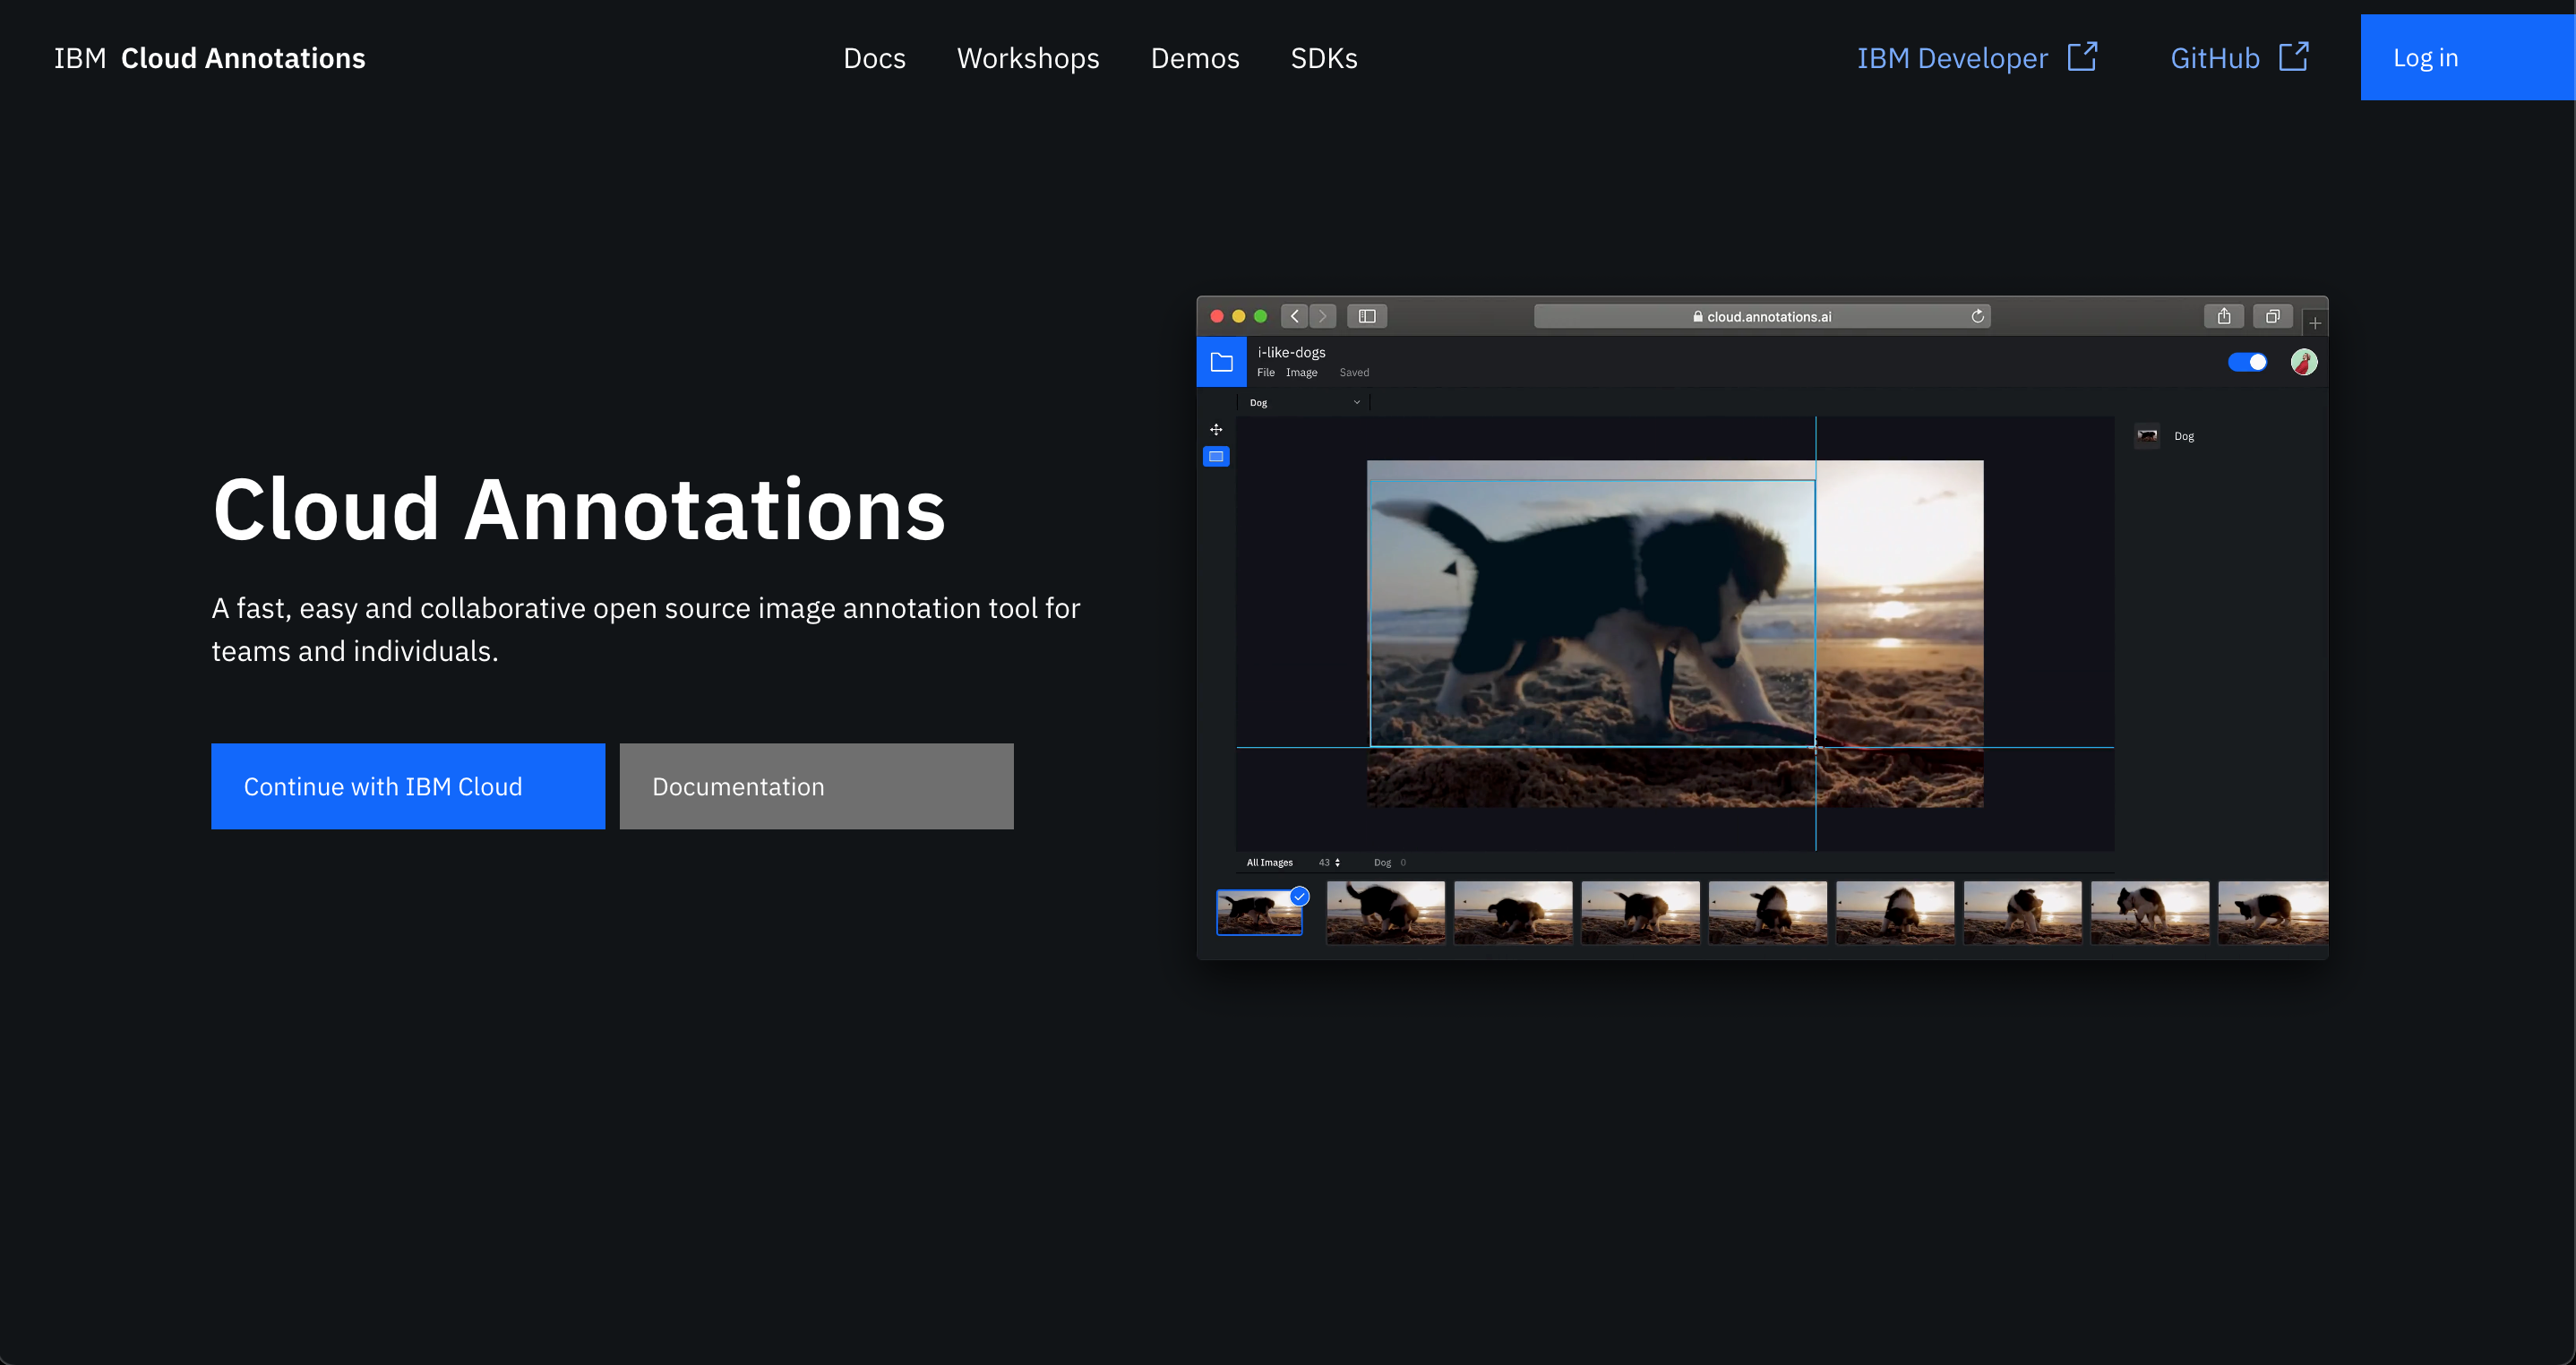 IBM Cloud Annotations
Docs Workshops Demos SDKs
IBM Developer GitHub Log in
Cloud Annotations
A fast, easy and collaborative open source image annotation tool for
teams and individuals.
Continue with IBM Cloud
Documentation
cloud.annotations.ai
i-like-dogs
File Image Saved
Dog
Dog
All Images 43 Dog 0